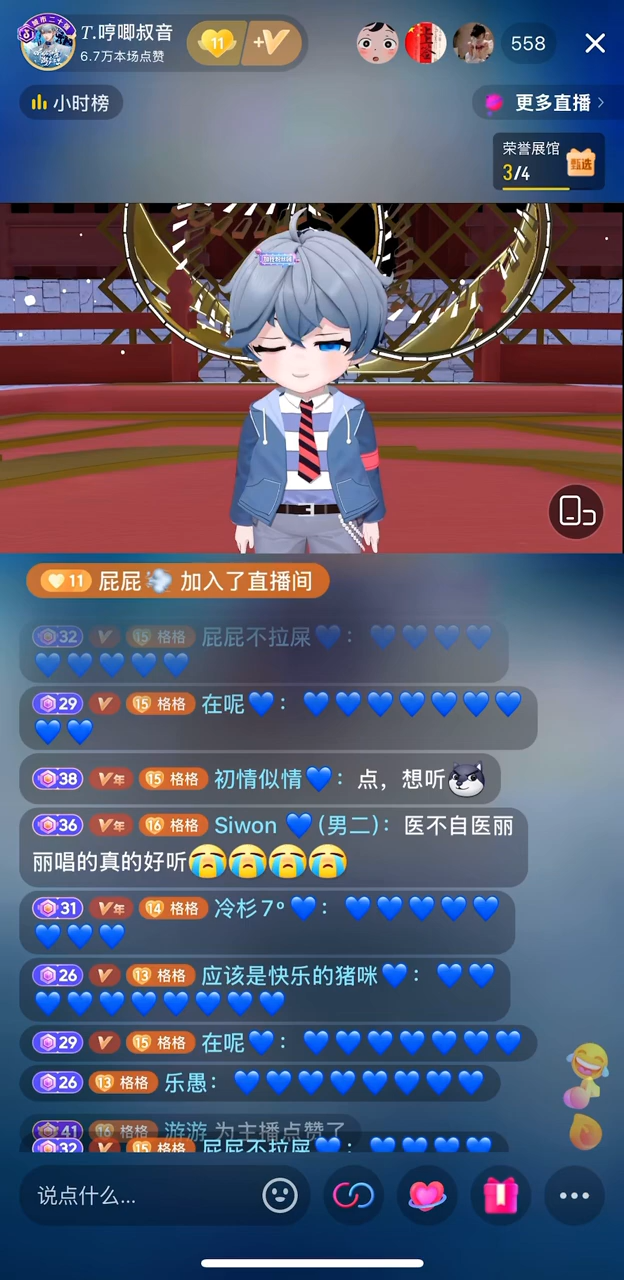 T.哼唧叔音
6.7万本场点赞
11
+V
558
小时榜
更多直播 >
荣誉展馆
3/4
甄选
11 屁屁💨 加入了直播间
32 V 15 格格 屁屁不拉屎💙：💙💙💙💙
💙💙💙💙💙
29 V 15 格格 在呢💙：💙💙💙💙💙💙💙
💙💙
38 V年 15 格格 初情似情💙：点，想听
36 V年 16 格格 Siwon 💙(男二)：医不自医丽
丽唱的真的好听😭😭😭😭
31 V年 14 格格 冷杉7°💙：💙💙💙💙💙
💙💙💙
26 V 13 格格 应该是快乐的猪咪💙：💙💙
💙💙💙💙💙💙💙💙
29 V 15 格格 在呢💙：💙💙💙💙💙💙💙
26 13 格格 乐愚：💙💙💙💙💙💙💙💙
41 16 格格 游游 为主播点赞了
32 V 15 格格 屁屁不拉屎💙：💙💙💙💙
说点什么...